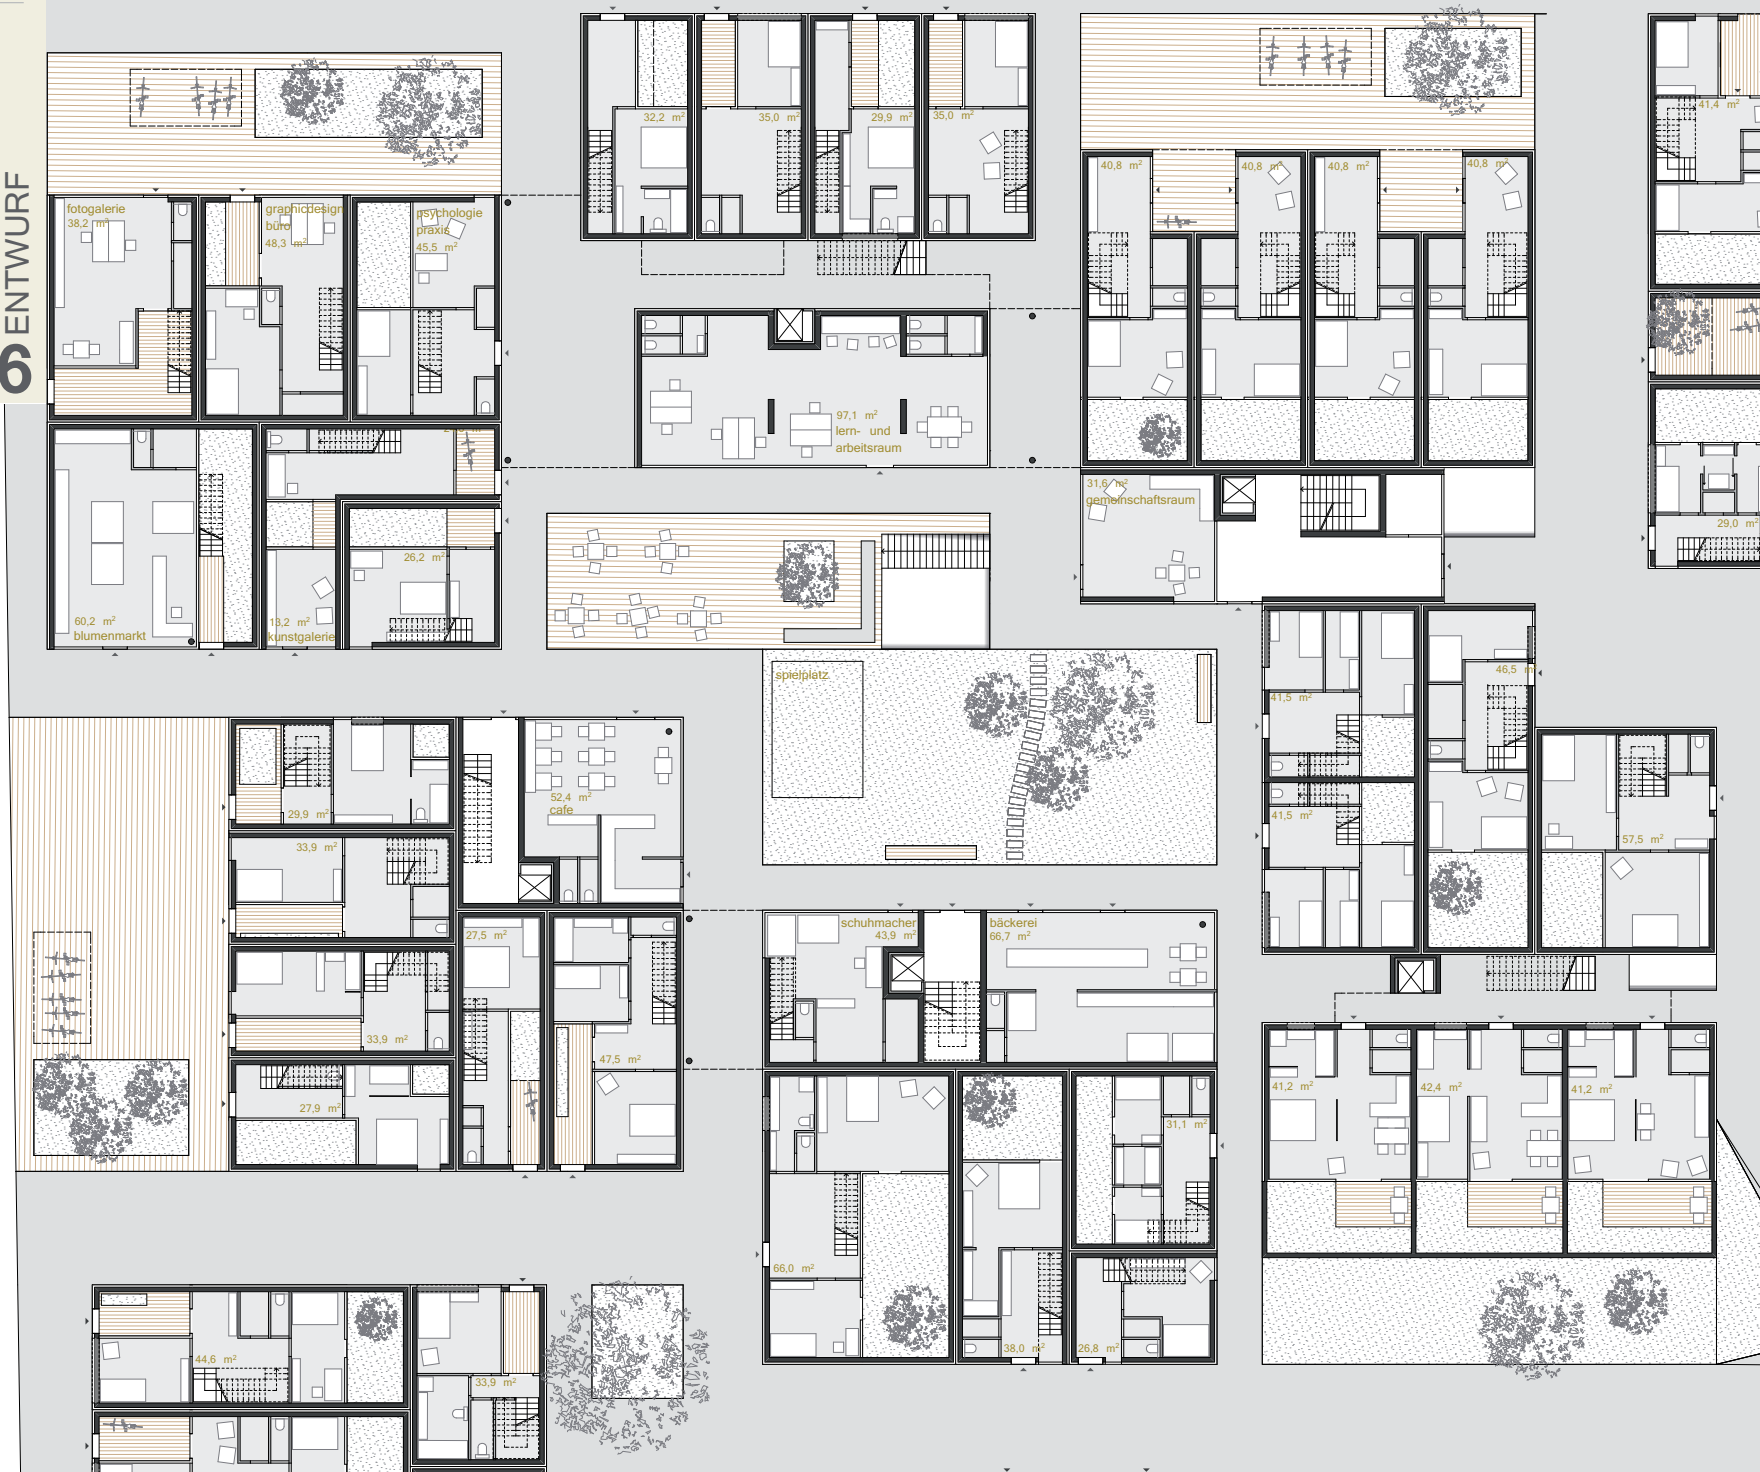 6 ENTWURF
32,2 m²
35,0 m²
29,9 m²
35,0 m²
41,4 m²
40,8 m²
40,8 m²
40,8 m²
40,8 m²
fotogalerie
38,2 m²
graphicdesign
büro
48,3 m²
psychologie
praxis
45,5 m²
97,1 m²
lern- und
arbeitsraum
31,6 m²
gemeinschaftsraum
29,0 m²
26,2 m²
60,2 m²
blumenmarkt
13,2 m²
kunstgalerie
spielplatz
41,5 m²
46,5 m²
29,9 m²
52,4 m²
cafe
41,5 m²
57,5 m²
33,9 m²
27,5 m²
schuhmacher
43,9 m²
bäckerei
66,7 m²
33,9 m²
47,5 m²
27,9 m²
41,2 m²
42,4 m²
41,2 m²
31,1 m²
66,0 m²
38,0 m²
26,8 m²
44,6 m²
33,9 m²